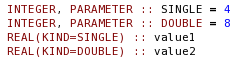 INTEGER, PARAMETER :: SINGLE = 4
INTEGER, PARAMETER :: DOUBLE = 8
REAL(KIND=SINGLE) :: value1
REAL(KIND=DOUBLE) :: value2